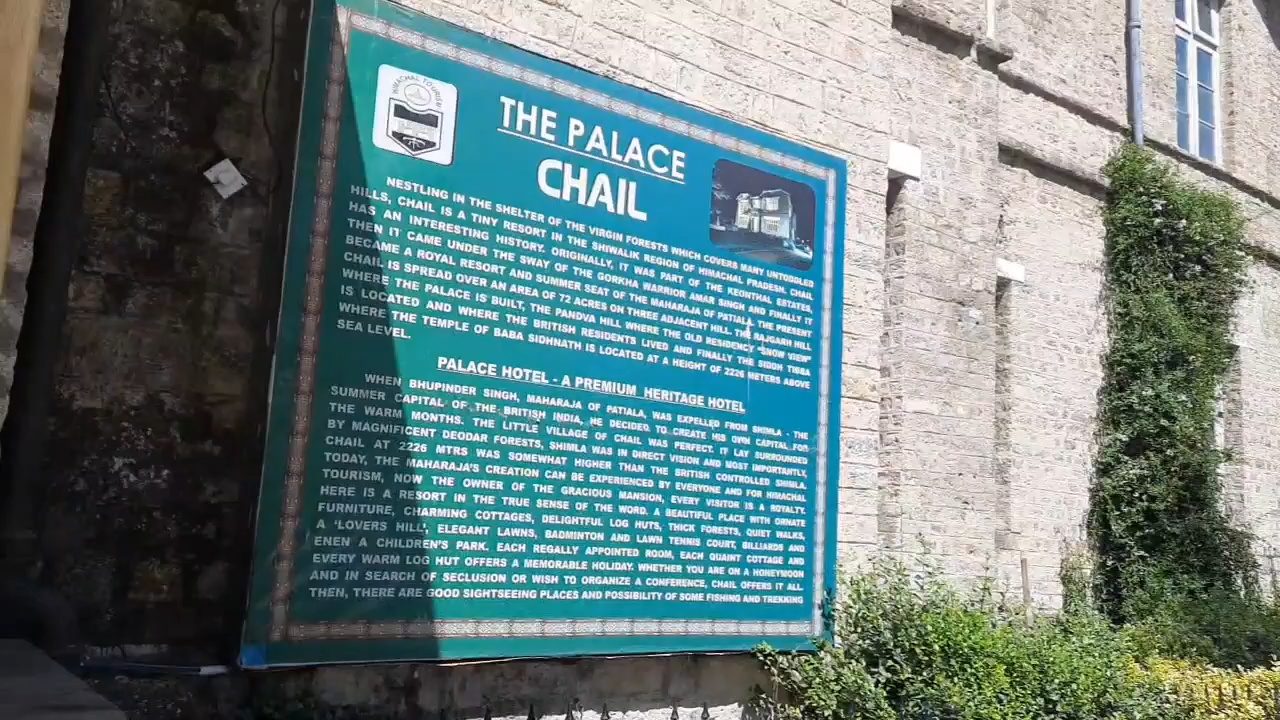 HIMACHAL TOURISM
THE PALACE
CHAIL
NESTLING IN THE SHELTER OF THE VIRGIN FORESTS WHICH COVERS MANY UNTODDLED
HILLS, CHAIL IS A TINY RESORT IN THE SHIWALIK REGION OF HIMACHAL PRADESH. CHAIL
HAS AN INTERESTING HISTORY. ORIGINALLY, IT WAS PART OF THE KEONTHAL ESTATES,
THEN IT CAME UNDER THE SWAY OF THE GORKHA WARRIOR AMAR SINGH AND FINALLY IT
BECAME A ROYAL RESORT AND SUMMER SEAT OF THE MAHARAJA OF PATIALA. THE PRESENT
CHAIL IS SPREAD OVER AN AREA OF 72 ACRES ON THREE ADJACENT HILL. THE RAJGARH HILL
WHERE THE PALACE IS BUILT, THE PANDVA HILL WHERE THE OLD RESIDENCY "SNOW VIEW"
IS LOCATED AND WHERE THE BRITISH RESIDENTS LIVED AND FINALLY THE SIDDH TIBBA
WHERE THE TEMPLE OF BABA SIDHNATH IS LOCATED AT A HEIGHT OF 2226 METERS ABOVE
SEA LEVEL.
PALACE HOTEL - A PREMIUM HERITAGE HOTEL
WHEN BHUPINDER SINGH, MAHARAJA OF PATIALA, WAS EXPELLED FROM SHIMLA - THE
SUMMER CAPITAL OF THE BRITISH INDIA, HE DECIDED TO CREATE HIS OWN CAPITAL FOR
THE WARM MONTHS. THE LITTLE VILLAGE OF CHAIL WAS PERFECT. IT LAY SURROUNDED
BY MAGNIFICENT DEODAR FORESTS, SHIMLA WAS IN DIRECT VISION AND MOST IMPORTANTLY,
CHAIL AT 2226 MTRS WAS SOMEWHAT HIGHER THAN THE BRITISH CONTROLLED SHIMLA.
TODAY, THE MAHARAJA'S CREATION CAN BE EXPERIENCED BY EVERYONE AND FOR HIMACHAL
TOURISM, NOW THE OWNER OF THE GRACIOUS MANSION, EVERY VISITOR IS A ROYALTY.
HERE IS A RESORT IN THE TRUE SENSE OF THE WORD. A BEAUTIFUL PLACE WITH ORNATE
FURNITURE, CHARMING COTTAGES, DELIGHTFUL LOG HUTS, THICK FORESTS, QUIET WALKS,
A 'LOVERS HILL', ELEGANT LAWNS, BADMINTON AND LAWN TENNIS COURT, BILLIARDS AND
ENEN A CHILDREN'S PARK. EACH REGALLY APPOINTED ROOM, EACH QUAINT COTTAGE AND
EVERY WARM LOG HUT OFFERS A MEMORABLE HOLIDAY. WHETHER YOU ARE ON A HONEYMOON
AND IN SEARCH OF SECLUSION OR WISH TO ORGANIZE A CONFERENCE, CHAIL OFFERS IT ALL.
THEN, THERE ARE GOOD SIGHTSEEING PLACES AND POSSIBILITY OF SOME FISHING AND TREKKING